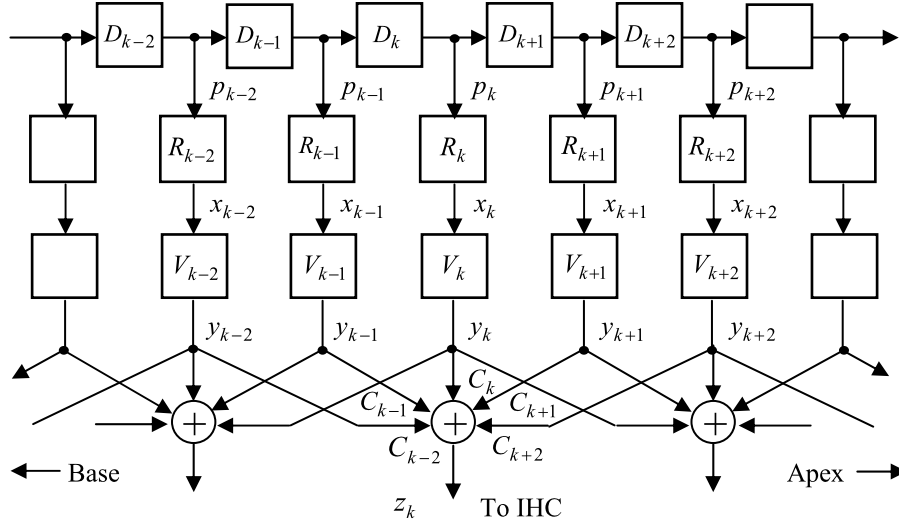 D_{k−2} D_{k−1} D_k D_{k+1} D_{k+2}
p_{k−2} p_{k−1} p_k p_{k+1} p_{k+2}
R_{k−2} R_{k−1} R_k R_{k+1} R_{k+2}
x_{k−2} x_{k−1} x_k x_{k+1} x_{k+2}
V_{k−2} V_{k−1} V_k V_{k+1} V_{k+2}
y_{k−2} y_{k−1} y_k y_{k+1} y_{k+2}
C_k
C_{k−1} C_{k+1}
+ + +
C_{k−2} C_{k+2}
Base Apex
z_k To IHC